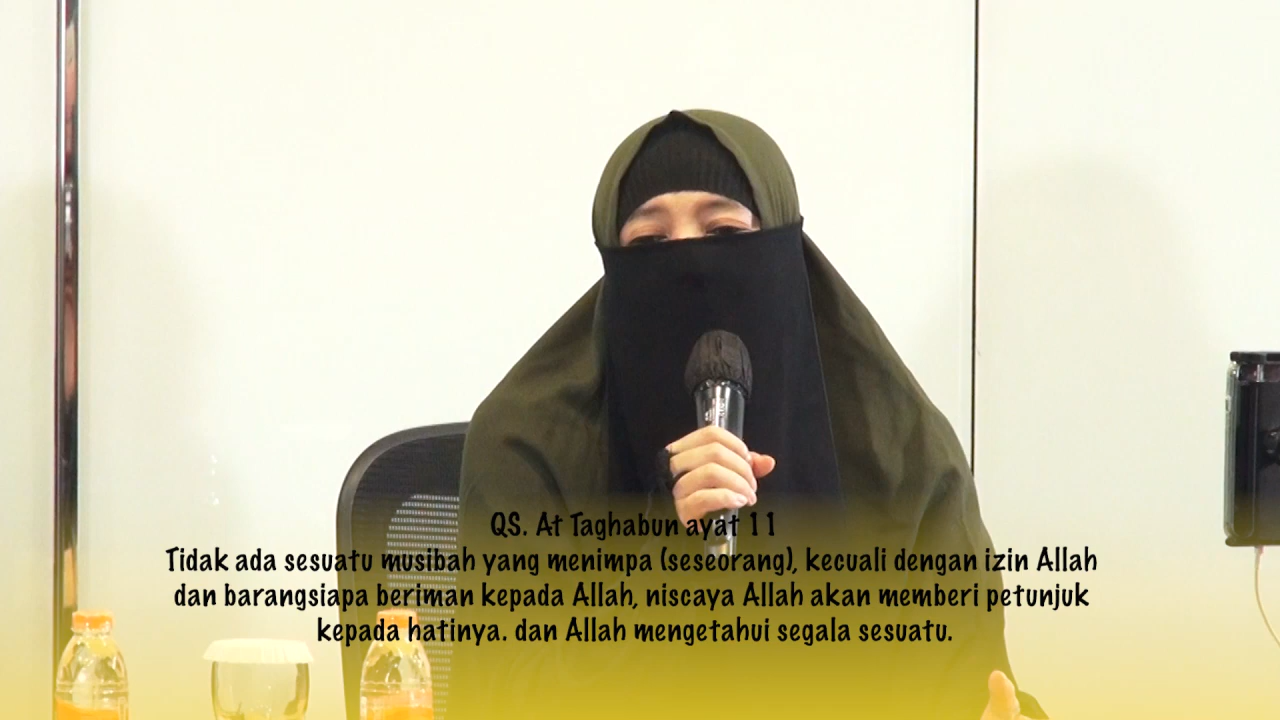 QS. At Taghabun ayat 11
Tidak ada sesuatu musibah yang menimpa (seseorang), kecuali dengan izin Allah
dan barangsiapa beriman kepada Allah, niscaya Allah akan memberi petunjuk
kepada hatinya. dan Allah mengetahui segala sesuatu.